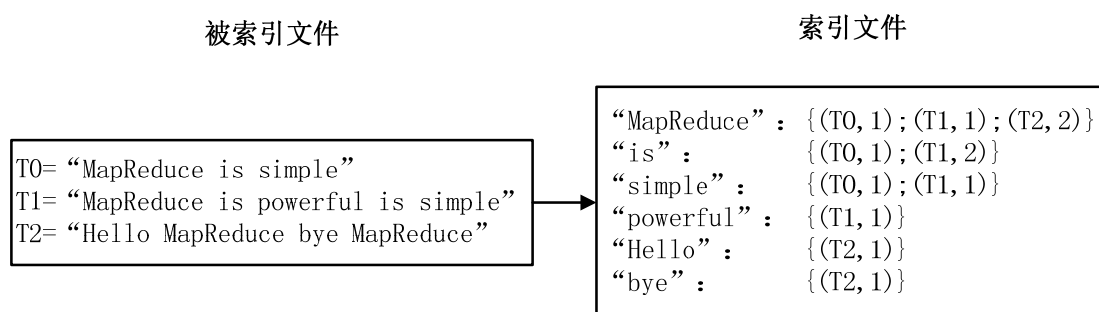 被索引文件
索引文件
T0= “MapReduce is simple”
T1= “MapReduce is powerful is simple”
T2= “Hello MapReduce bye MapReduce”
“MapReduce”： {(T0,1);(T1,1);(T2,2)}
“is”： {(T0,1);(T1,2)}
“simple”： {(T0,1);(T1,1)}
“powerful”： {(T1,1)}
“Hello”： {(T2,1)}
“bye”： {(T2,1)}